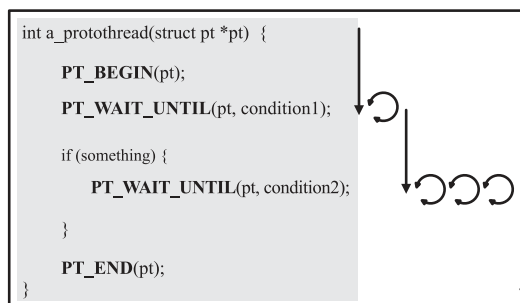 int a_protothread(struct pt *pt) {
PT_BEGIN(pt);
PT_WAIT_UNTIL(pt, condition1);
if (something) {
PT_WAIT_UNTIL(pt, condition2);
}
PT_END(pt);
}